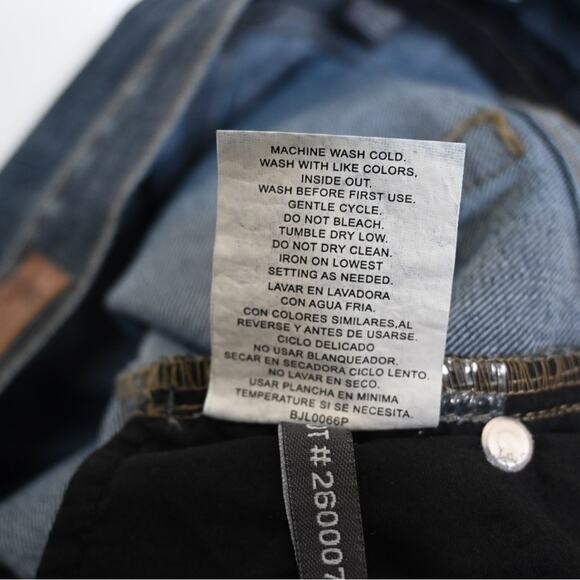 MACHINE WASH COLD.
WASH WITH LIKE COLORS,
INSIDE OUT.
WASH BEFORE FIRST USE.
GENTLE CYCLE.
DO NOT BLEACH.
TUMBLE DRY LOW.
DO NOT DRY CLEAN.
IRON ON LOWEST
SETTING AS NEEDED.
LAVAR EN LAVADORA
CON AGUA FRIA.
CON COLORES SIMILARES,AL
REVERSE Y ANTES DE USARSE.
CICLO DELICADO
NO USAR BLANQUEADOR.
SECAR EN SECADORA CICLO LENTO.
NO LAVAR EN SECO.
USAR PLANCHA EN MINIMA
TEMPERATURE SI SE NECESITA.
BJL0066P
OT # 260007